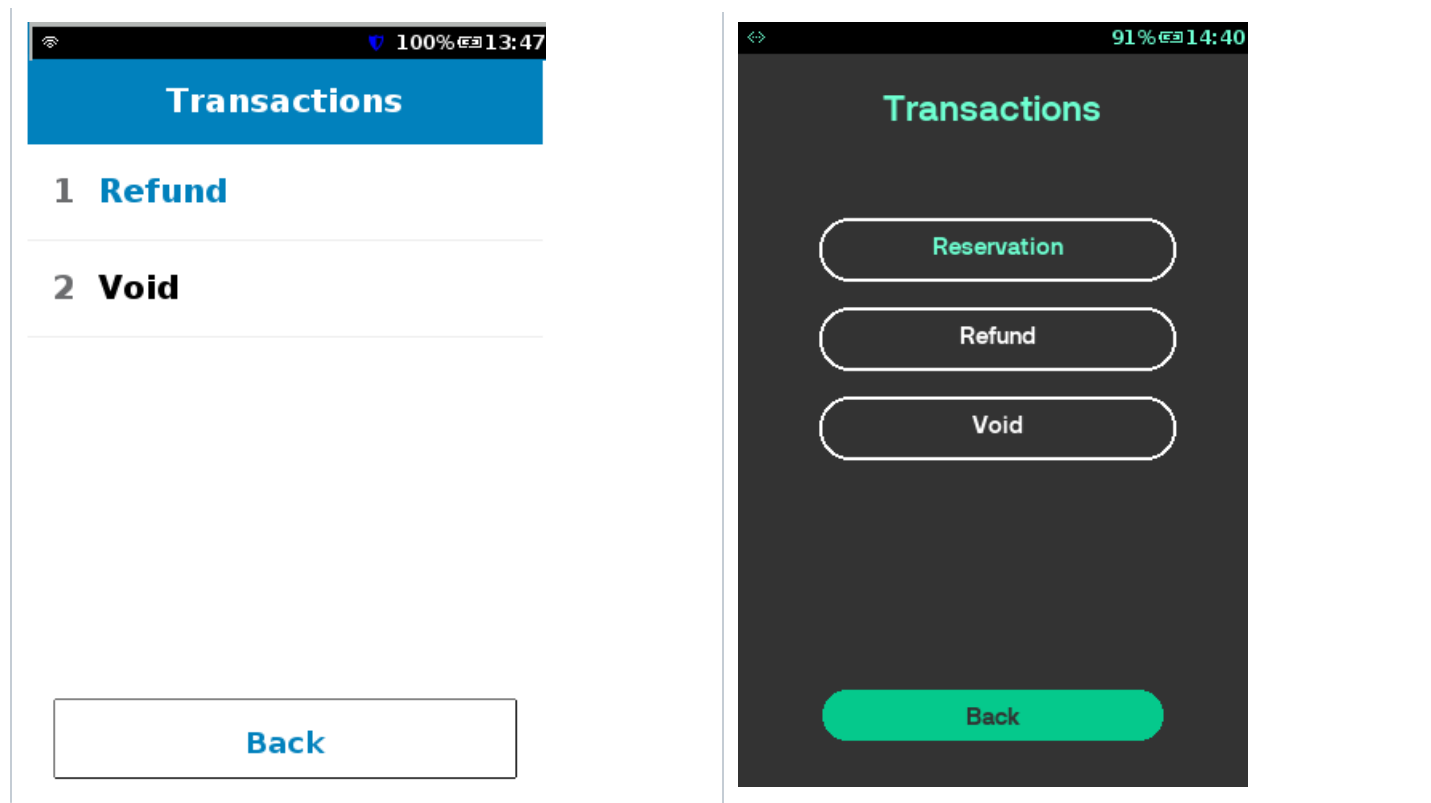 100% 13:47
Transactions
1 Refund
2 Void
Back
91% 14:40
Transactions
Reservation
Refund
Void
Back